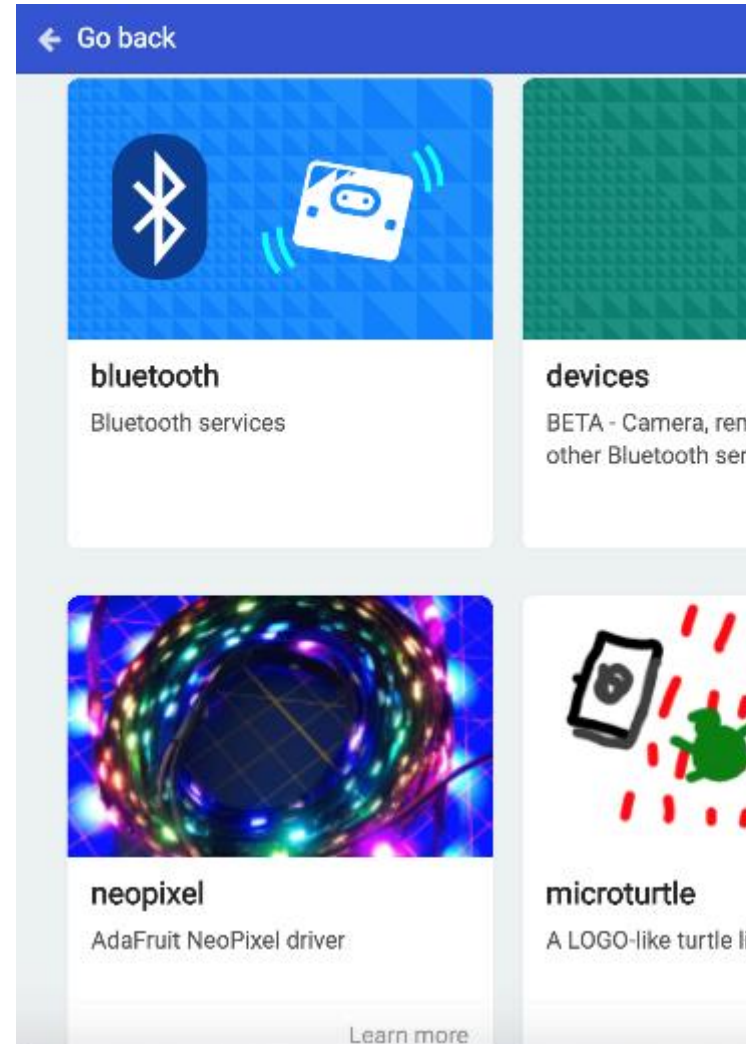 Go back
bluetooth
Bluetooth services
devices
BETA - Camera,
other Bluetooth
neopixel
AdaFruit NeoPixel driver
microturtle
A LOGO-like turtle
Learn more